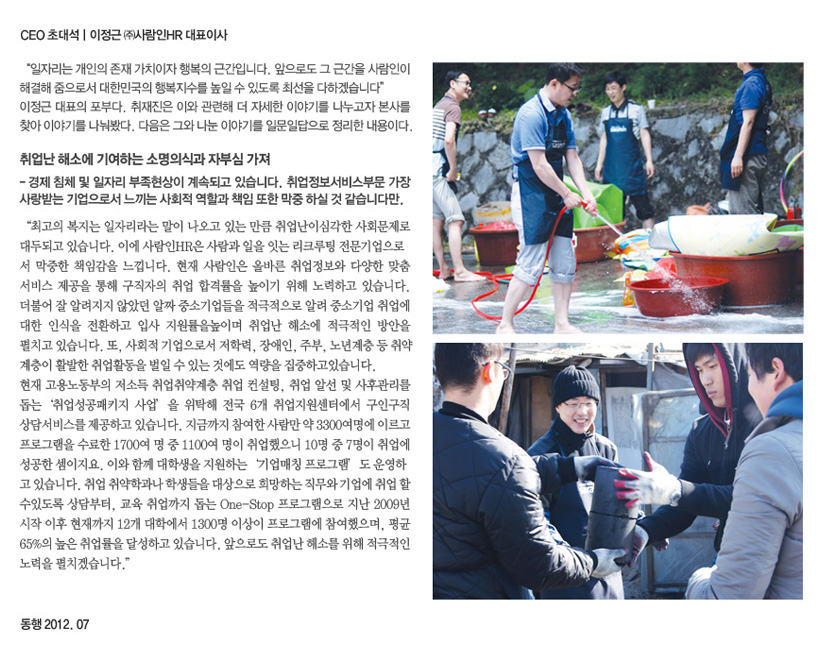 CEO 초대석 | 이정근 ㈜사람인HR 대표이사
“일자리는 개인의 존재 가치이자 행복의 근간입니다. 앞으로도 그 근간을 사람인이
해결해 줌으로서 대한민국의 행복지수를 높일 수 있도록 최선을 다하겠습니다”
이정근 대표의 포부다. 취재진은 이와 관련해 더 자세한 이야기를 나누고자 본사를
찾아 이야기를 나눠봤다. 다음은 그와 나눈 이야기를 일문일답으로 정리한 내용이다.
취업난 해소에 기여하는 소명의식과 자부심 가져
- 경제 침체 및 일자리 부족현상이 계속되고 있습니다. 취업정보서비스부문 가장
사랑받는 기업으로서 느끼는 사회적 역할과 책임 또한 막중 하실 것 같습니다만.
“최고의 복지는 일자리라는 말이 나오고 있는 만큼 취업난이심각한 사회문제로
대두되고 있습니다. 이에 사람인HR은 사람과 일을 잇는 리크루팅 전문기업으로
서 막중한 책임감을 느낍니다. 현재 사람인은 올바른 취업정보와 다양한 맞춤
서비스 제공을 통해 구직자의 취업 합격률을 높이기 위해 노력하고 있습니다.
더불어 잘 알려지지 않았던 알짜 중소기업들을 적극적으로 알려 중소기업 취업에
대한 인식을 전환하고 입사 지원률을높이며 취업난 해소에 적극적인 방안을
펼치고 있습니다. 또, 사회적 기업으로서 저학력, 장애인, 주부, 노년계층 등 취약
계층이 활발한 취업활동을 벌일 수 있는 것에도 역량을 집중하고있습니다.
현재 고용노동부의 저소득 취업취약계층 취업 컨설팅, 취업 알선 및 사후관리를
돕는 ‘취업성공패키지 사업’을 위탁해 전국 6개 취업지원센터에서 구인구직
상담서비스를 제공하고 있습니다. 지금까지 참여한 사람만 약 3300여명에 이르고
프로그램을 수료한 1700여 명 중 1100여 명이 취업했으니 10명 중 7명이 취업에
성공한 셈이지요. 이와 함께 대학생을 지원하는 ‘기업매칭 프로그램’도 운영하
고 있습니다. 취업 취약학과나 학생들을 대상으로 희망하는 직무와 기업에 취업 할
수있도록 상담부터, 교육 취업까지 돕는 One-Stop 프로그램으로 지난 2009년
시작 이후 현재까지 12개 대학에서 1300명 이상이 프로그램에 참여했으며, 평균
65%의 높은 취업률을 달성하고 있습니다. 앞으로도 취업난 해소를 위해 적극적인
노력을 펼치겠습니다.”
동행 2012. 07